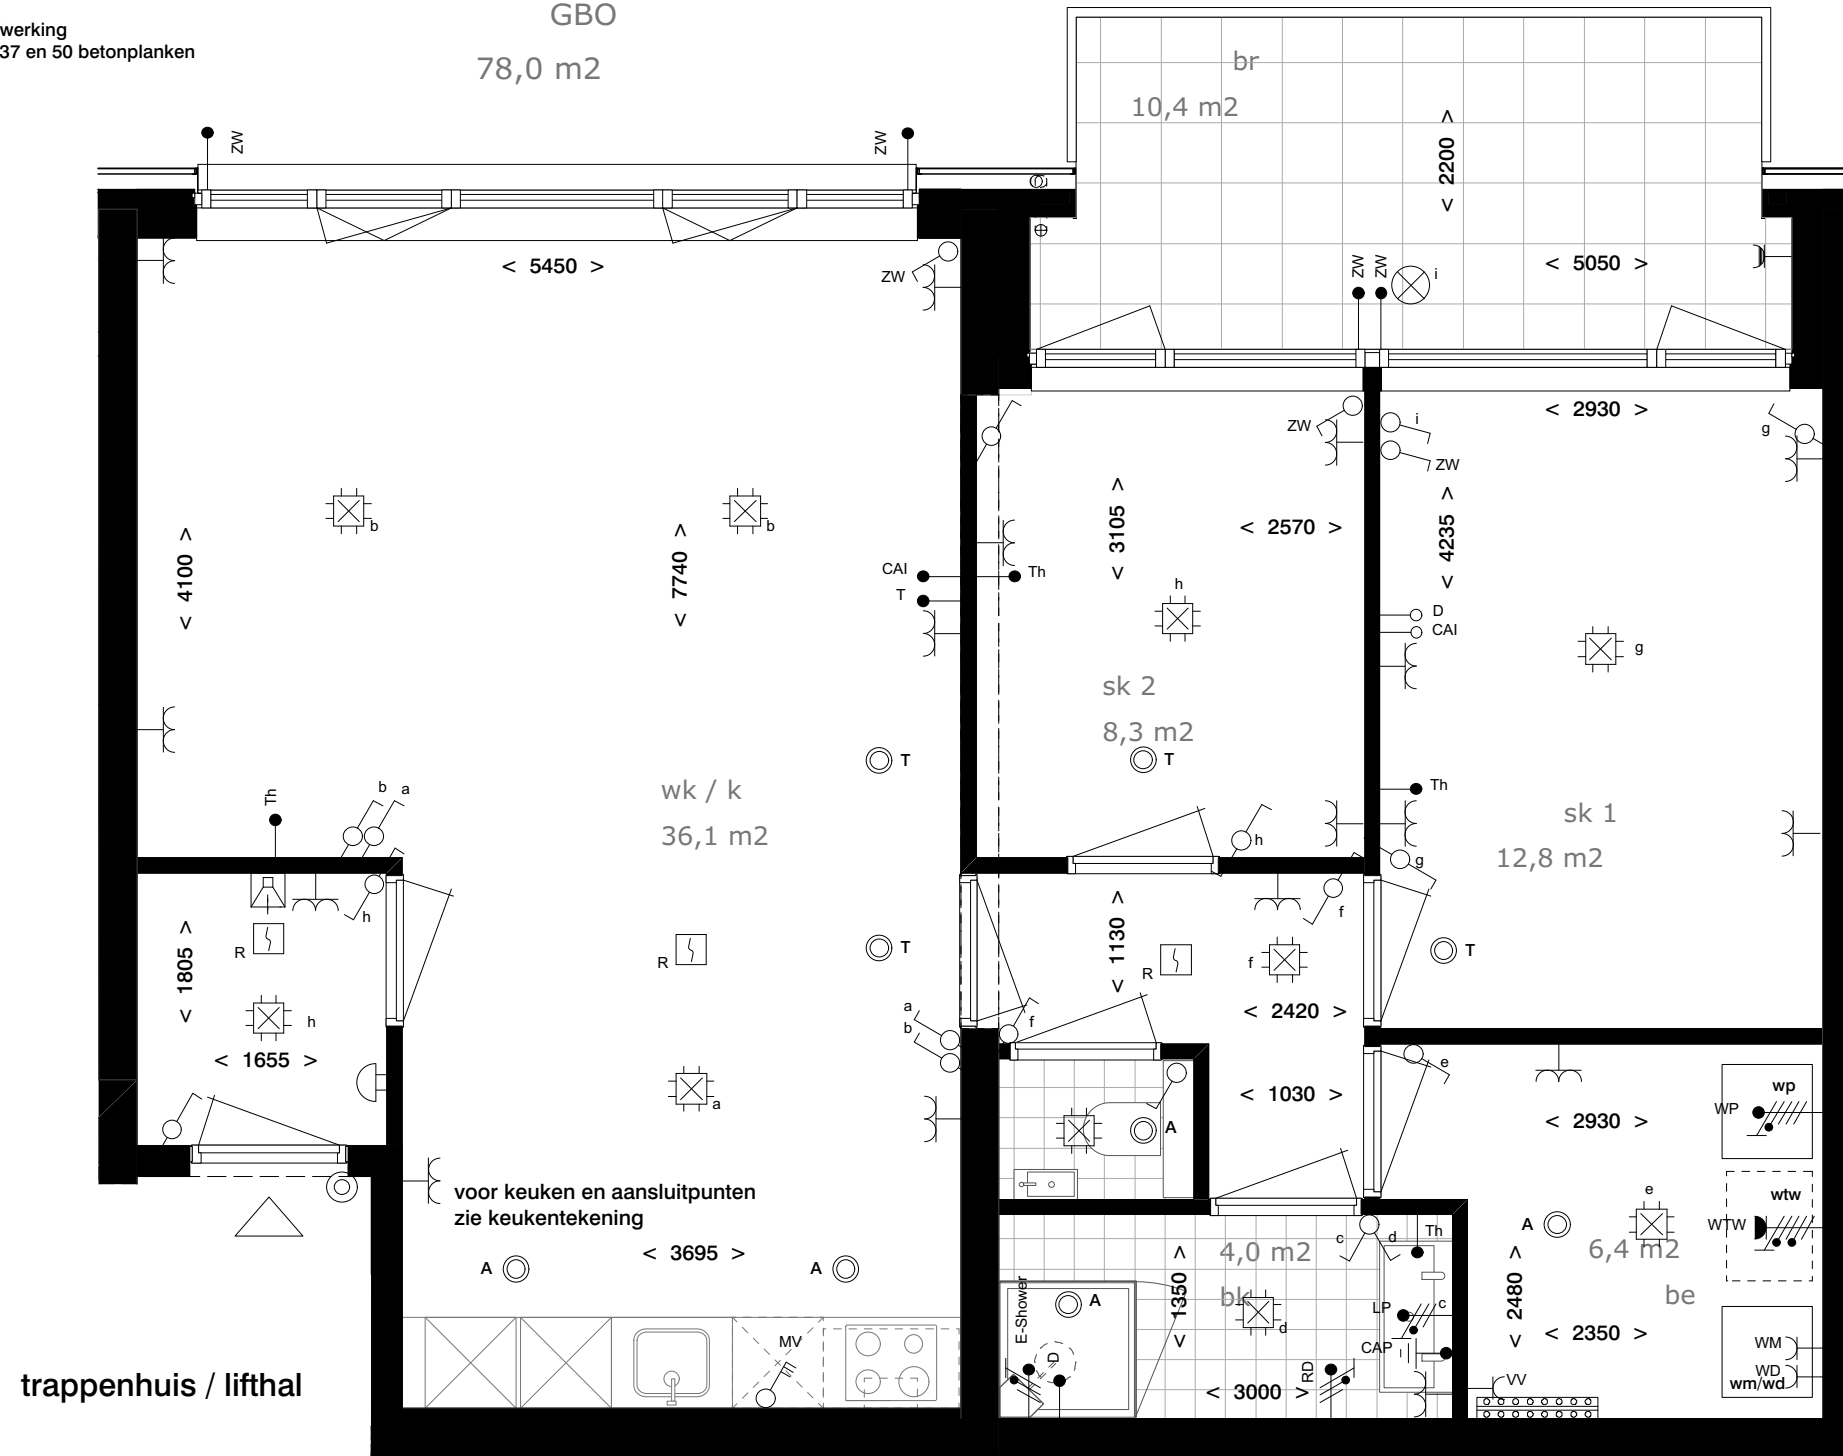 GBO
werking
37 en 50 betonplanken
78,0 m2
br
10,4 m2
ZW
ZW
< 2200 >
< 5450 >
ZW
ZW
ZW
i
< 5050 >
< 2930 >
ZW
i
ZW
g
b
b
< 4100 >
< 7740 >
< 3105 >
< 2570 >
< 4235 >
CAI
T
Th
h
D
CAI
g
sk 2
8,3 m2
T
T
wk / k
36,1 m2
Th
b
a
Th
sk 1
12,8 m2
h
g
h
f
< 1805 >
R
R
T
< 1130 >
R
f
T
h
a
b
f
< 2420 >
< 1655 >
e
a
< 1030 >
< 2930 >
wp
WP
A
voor keuken en aansluitpunten
zie keukentekening
< 3695 >
A
A
c
d
Th
4,0 m2
bk
< 1350 >
E-Shower
A
d
LP
c
CAP
D
RD
< 3000 >
e
A
wtw
WTW
6,4 m2
be
< 2480 >
< 2350 >
WM
WD
wm/wd
VV
MV
trappenhuis / lifthal